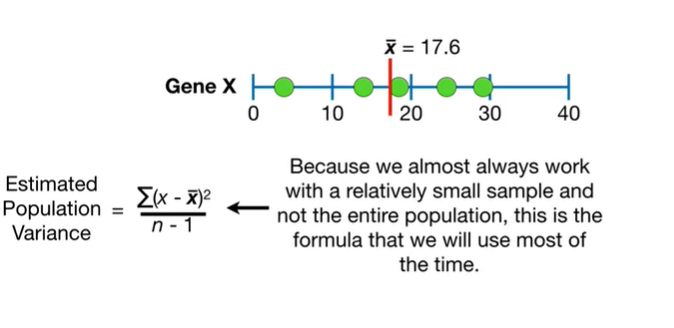 x̄ = 17.6
Gene X
0 10 20 30 40
Estimated
Population
Variance
=
∑(x - x̄)²
n - 1
Because we almost always work
with a relatively small sample and
not the entire population, this is the
formula that we will use most of
the time.